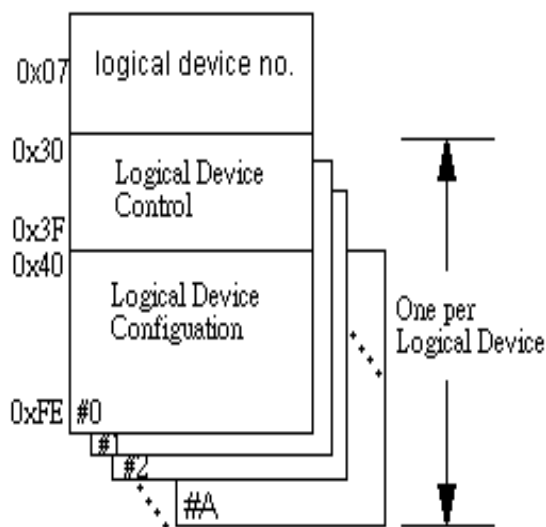 0x07
logical device no.
0x30
Logical Device
Control
0x3F
0x40
Logical Device
Configuation
One per
Logical Device
0xFE
#0
#1
#2
#A